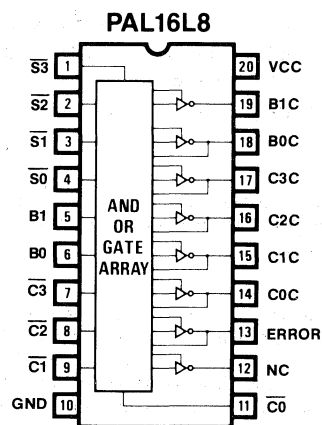 PAL16L8
S3 1 20 VCC
S2 2 19 B1C
S1 3 18 B0C
S0 4 17 C3C
B1 5 16 C2C
B0 6 15 C1C
C3 7 14 C0C
C2 8 13 ERROR
C1 9 12 NC
GND 10 11 C0
AND
OR
GATE
ARRAY